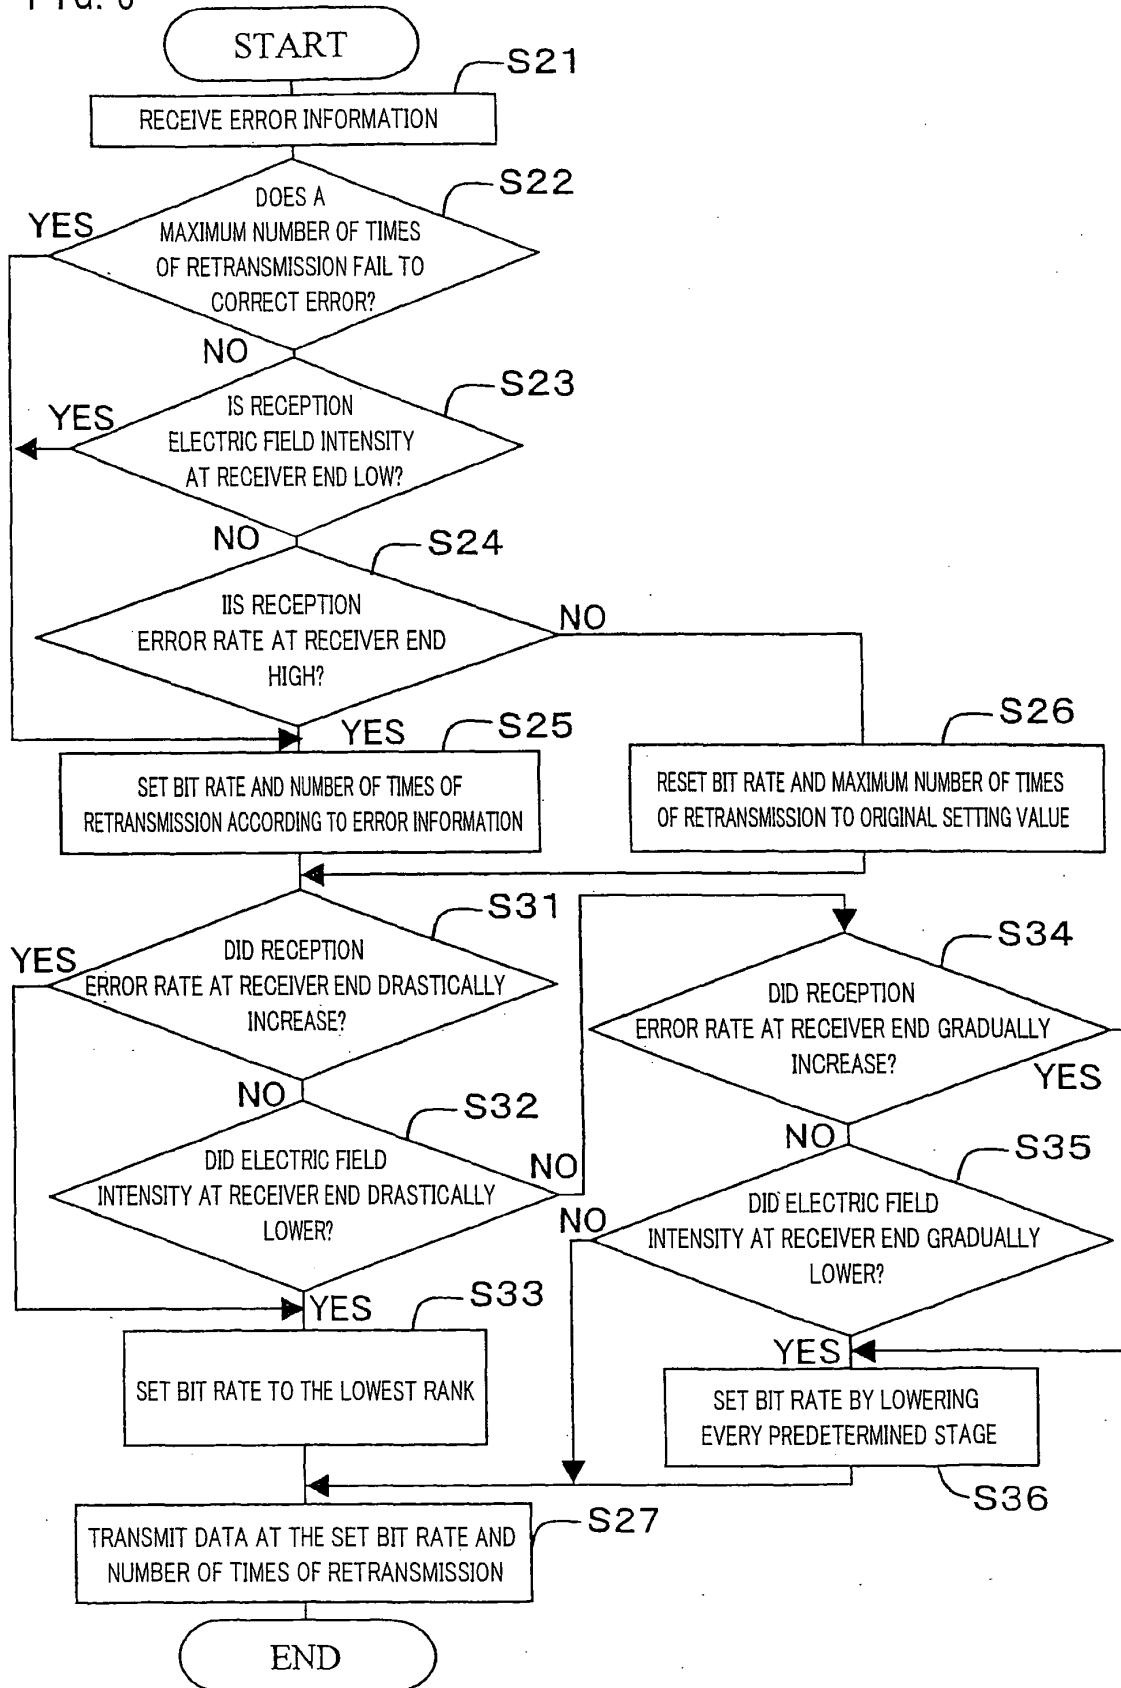 START
S21
RECEIVE ERROR INFORMATION
S22
DOES A
MAXIMUM NUMBER OF TIMES
OF RETRANSMISSION FAIL TO
CORRECT ERROR?
YES
NO
S23
IS RECEPTION
ELECTRIC FIELD INTENSITY
AT RECEIVER END LOW?
YES
NO
S24
IIS RECEPTION
ERROR RATE AT RECEIVER END
HIGH?
NO
YES
S25
SET BIT RATE AND NUMBER OF TIMES OF
RETRANSMISSION ACCORDING TO ERROR INFORMATION
S26
RESET BIT RATE AND MAXIMUM NUMBER OF TIMES
OF RETRANSMISSION TO ORIGINAL SETTING VALUE
S31
DID RECEPTION
ERROR RATE AT RECEIVER END DRASTICALLY
INCREASE?
YES
NO
S32
DID ELECTRIC FIELD
INTENSITY AT RECEIVER END DRASTICALLY
LOWER?
NO
YES
S33
SET BIT RATE TO THE LOWEST RANK
S34
DID RECEPTION
ERROR RATE AT RECEIVER END GRADUALLY
INCREASE?
YES
NO
S35
DID ELECTRIC FIELD
INTENSITY AT RECEIVER END GRADUALLY
LOWER?
NO
YES
SET BIT RATE BY LOWERING
EVERY PREDETERMINED STAGE
S36
S27
TRANSMIT DATA AT THE SET BIT RATE AND
NUMBER OF TIMES OF RETRANSMISSION
END